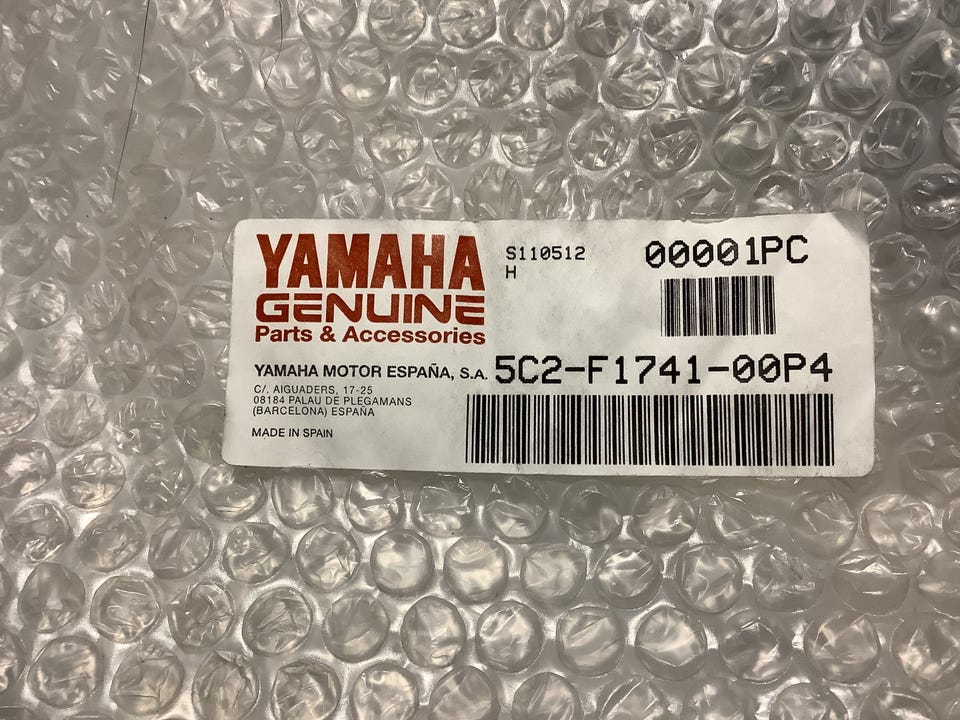 YAMAHA
GENUINE
Parts & Accessories
S110512
H
00001PC
YAMAHA MOTOR ESPAÑA, S.A.
5C2-F1741-00P4
C/. AIGUADERS, 17-25
08184 PALAU DE PLEGAMANS
(BARCELONA) ESPAÑA
MADE IN SPAIN